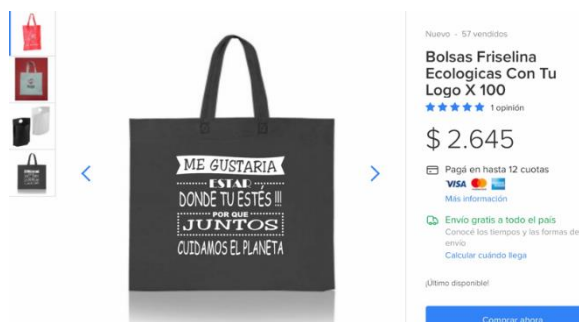 ME GUSTARIA
ESTAR
DONDE TU ESTÉS !!!
POR QUE
JUNTOS
CUIDAMOS EL PLANETA
Nuevo - 57 vendidos
Bolsas Friselina
Ecologicas Con Tu
Logo X 100
1 opinión
$ 2.645
Pagá en hasta 12 cuotas
VISA
Más información
Envío gratis a todo el país
Conocé los tiempos y las formas de
envío
Calcular cuándo llega
¡Último disponible!
Comprar ahora